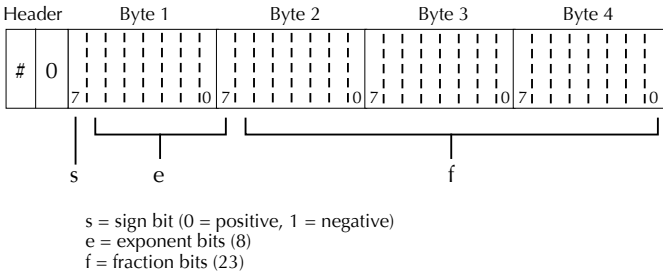 Header Byte 1 Byte 2 Byte 3 Byte 4
# 0 7 0 7 0 7 0 7 0
s e f
s = sign bit (0 = positive, 1 = negative)
e = exponent bits (8)
f = fraction bits (23)